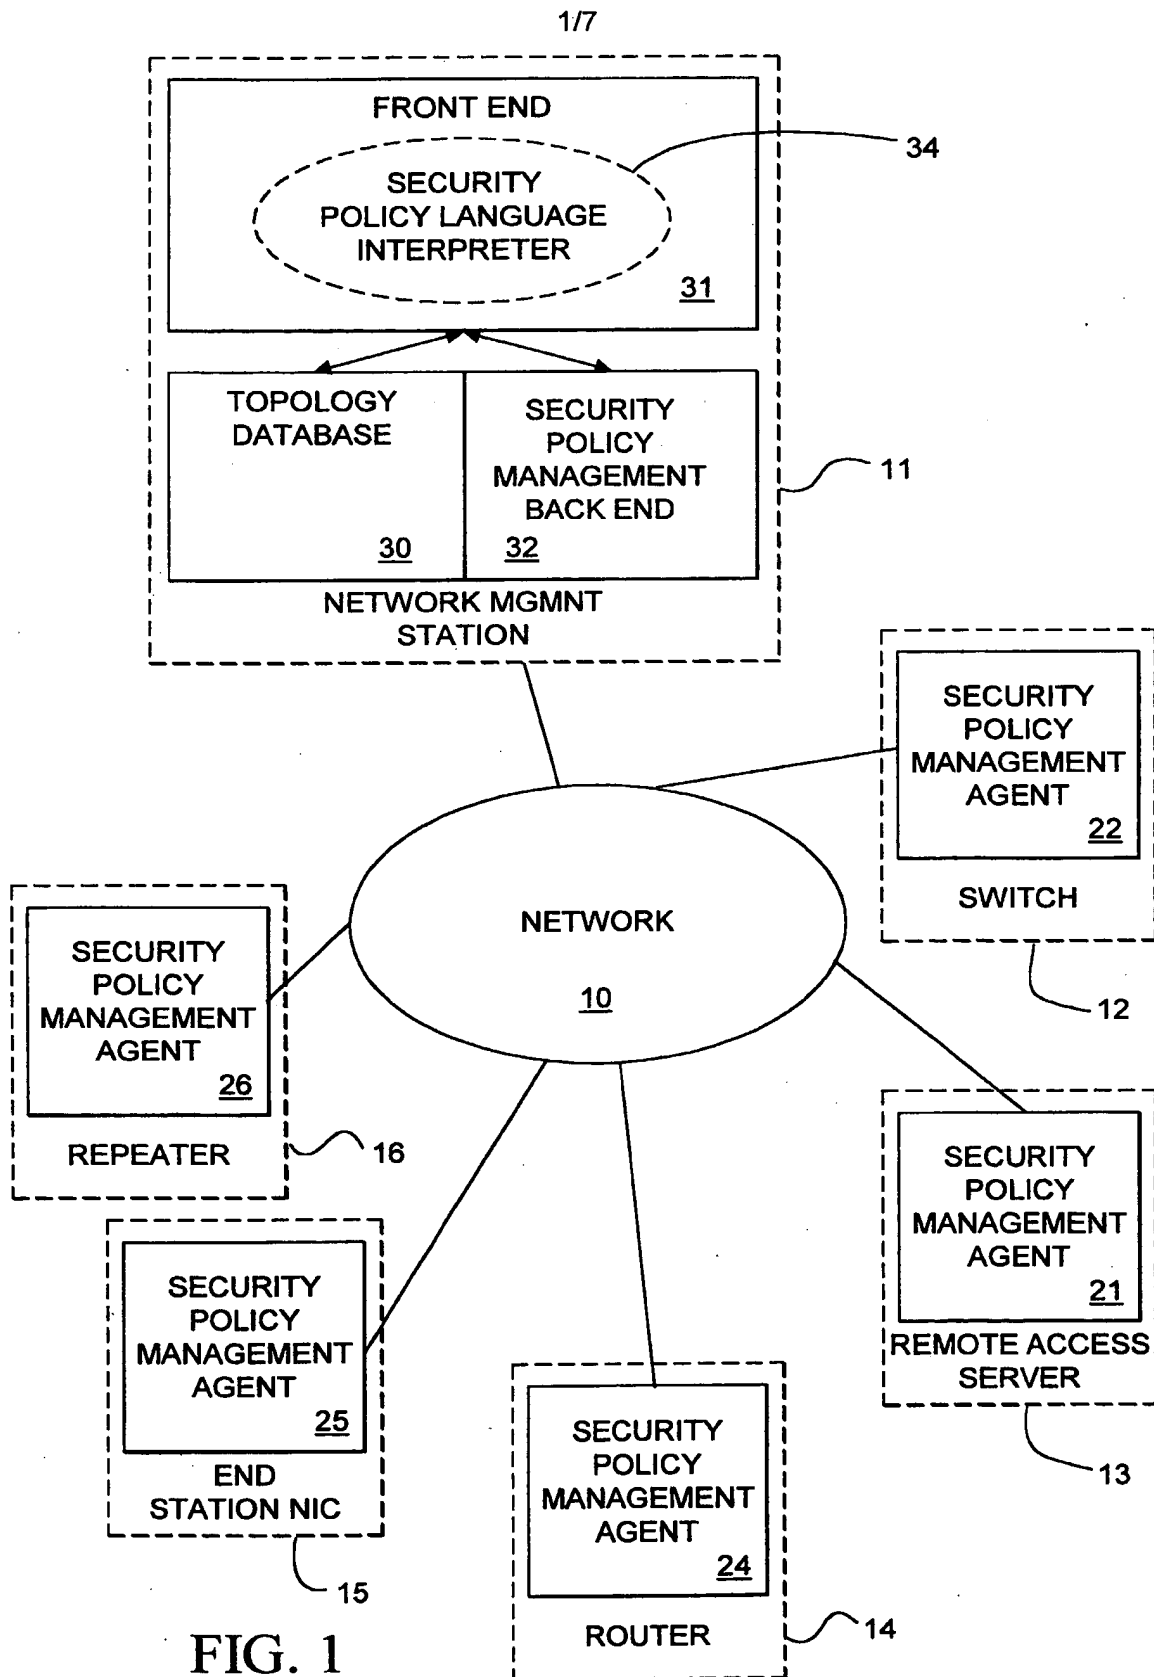 1/7
FRONT END
SECURITY
POLICY LANGUAGE
INTERPRETER
34
31
TOPOLOGY
DATABASE
30
SECURITY
POLICY
MANAGEMENT
BACK END
32
11
NETWORK MGMNT
STATION
SECURITY
POLICY
MANAGEMENT
AGENT
22
SWITCH
12
NETWORK
10
SECURITY
POLICY
MANAGEMENT
AGENT
26
REPEATER
16
SECURITY
POLICY
MANAGEMENT
AGENT
21
REMOTE ACCESS
SERVER
13
SECURITY
POLICY
MANAGEMENT
AGENT
25
END
STATION NIC
15
SECURITY
POLICY
MANAGEMENT
AGENT
24
ROUTER
14
FIG. 1